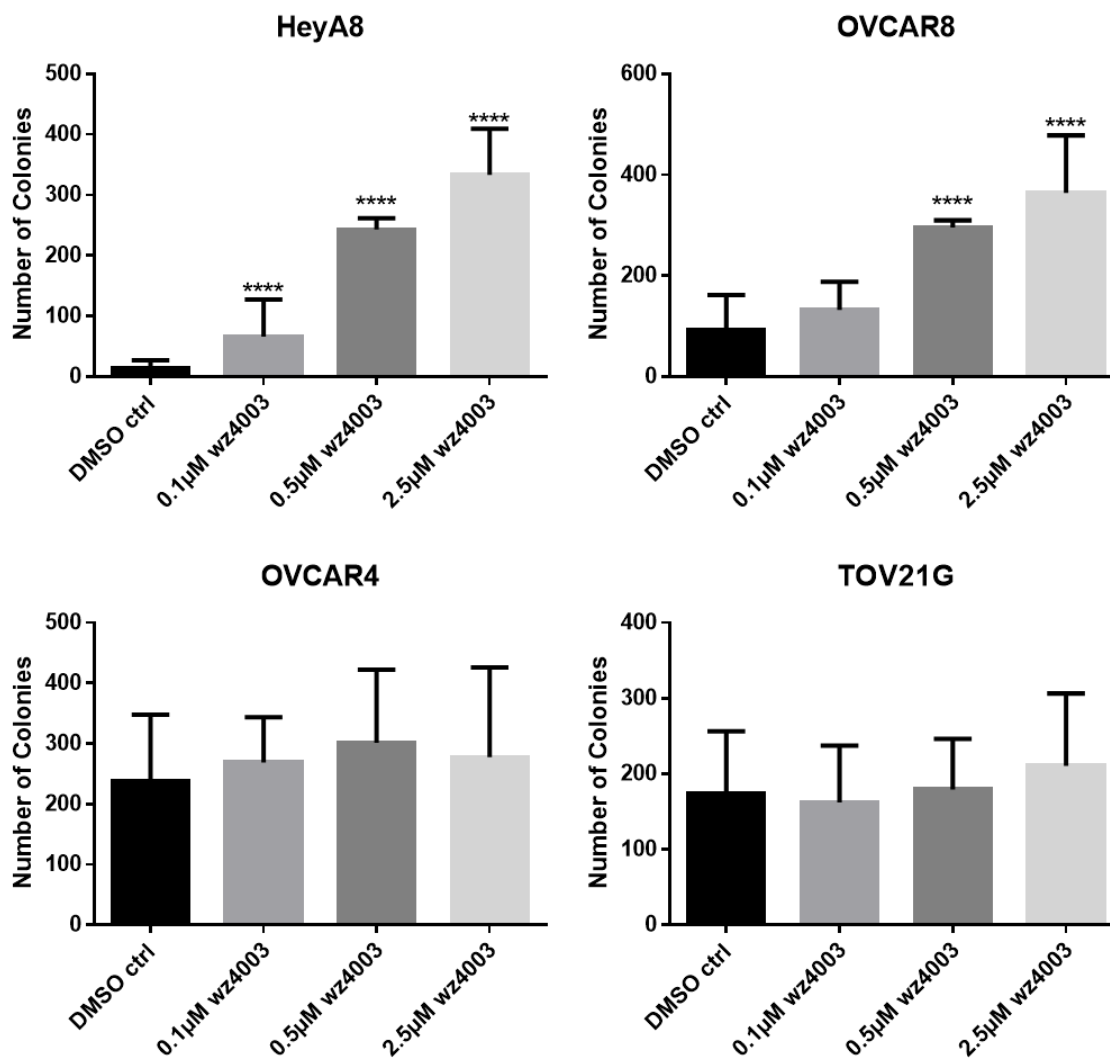 HeyA8
Number of Colonies
500
400
300
200
100
0
****
****
****
DMSO ctrl
0.1µM wz4003
0.5µM wz4003
2.5µM wz4003
OVCAR8
Number of Colonies
600
400
200
0
****
****
DMSO ctrl
0.1µM wz4003
0.5µM wz4003
2.5µM wz4003
OVCAR4
Number of Colonies
500
400
300
200
100
0
DMSO ctrl
0.1µM wz4003
0.5µM wz4003
2.5µM wz4003
TOV21G
Number of Colonies
400
300
200
100
0
DMSO ctrl
0.1µM wz4003
0.5µM wz4003
2.5µM wz4003